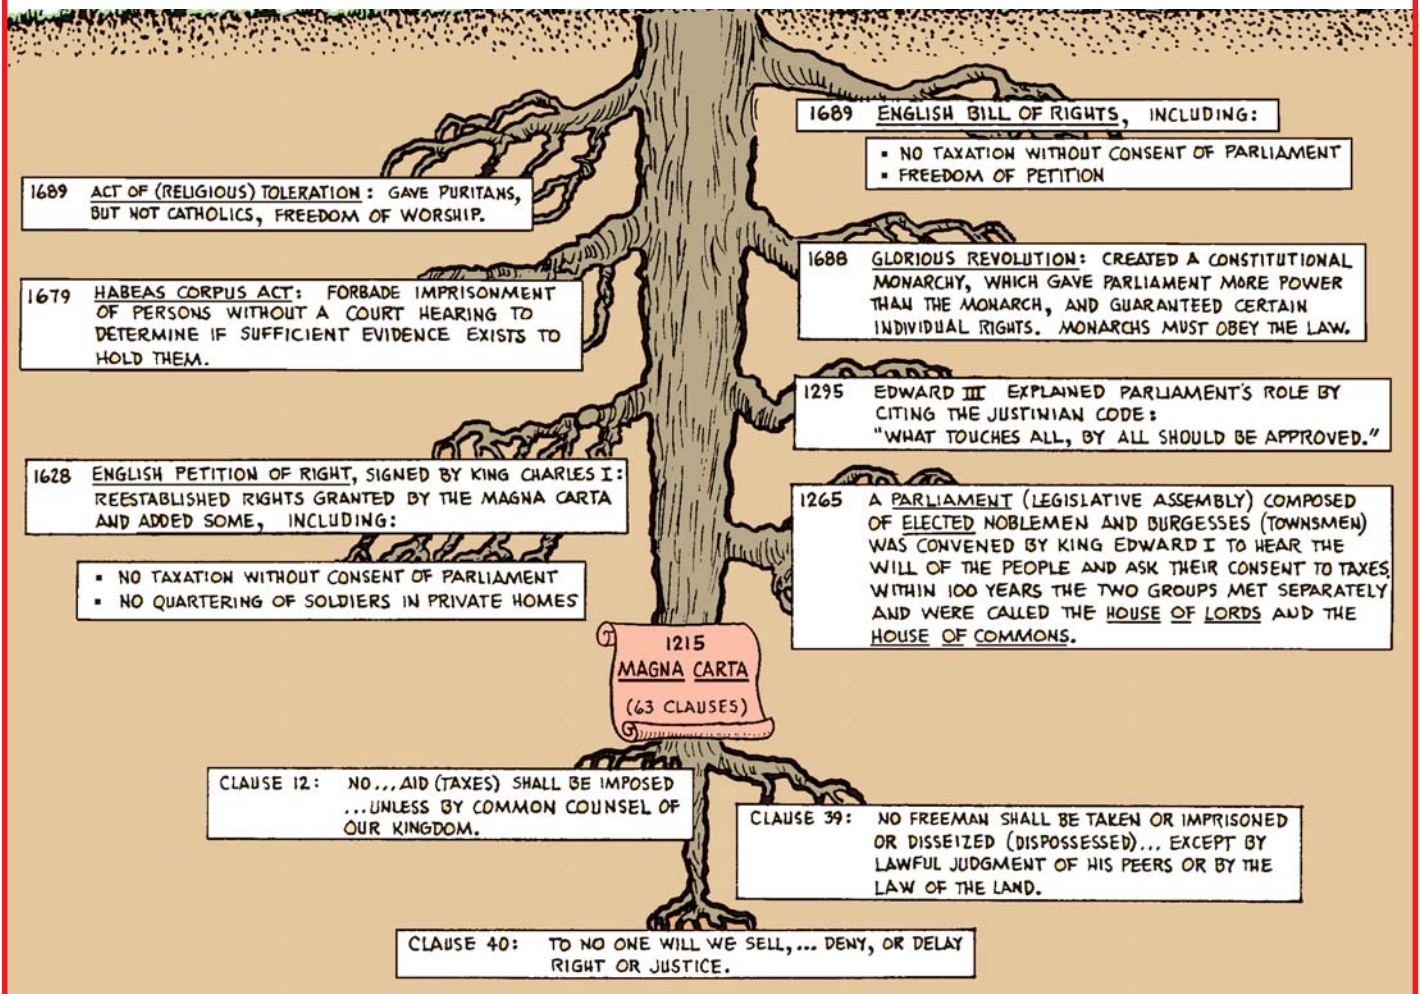 1689 ENGLISH BILL OF RIGHTS, INCLUDING:
▪ NO TAXATION WITHOUT CONSENT OF PARLIAMENT
▪ FREEDOM OF PETITION
1689 ACT OF (RELIGIOUS) TOLERATION: GAVE PURITANS,
BUT NOT CATHOLICS, FREEDOM OF WORSHIP.
1688 GLORIOUS REVOLUTION: CREATED A CONSTITUTIONAL
MONARCHY, WHICH GAVE PARLIAMENT MORE POWER
THAN THE MONARCH, AND GUARANTEED CERTAIN
INDIVIDUAL RIGHTS. MONARCHS MUST OBEY THE LAW.
1679 HABEAS CORPUS ACT: FORBADE IMPRISONMENT
OF PERSONS WITHOUT A COURT HEARING TO
DETERMINE IF SUFFICIENT EVIDENCE EXISTS TO
HOLD THEM.
1295 EDWARD III EXPLAINED PARLIAMENT'S ROLE BY
CITING THE JUSTINIAN CODE:
"WHAT TOUCHES ALL, BY ALL SHOULD BE APPROVED."
1628 ENGLISH PETITION OF RIGHT, SIGNED BY KING CHARLES I:
REESTABLISHED RIGHTS GRANTED BY THE MAGNA CARTA
AND ADDED SOME, INCLUDING:
▪ NO TAXATION WITHOUT CONSENT OF PARLIAMENT
▪ NO QUARTERING OF SOLDIERS IN PRIVATE HOMES
1265 A PARLIAMENT (LEGISLATIVE ASSEMBLY) COMPOSED
OF ELECTED NOBLEMEN AND BURGESSES (TOWNSMEN)
WAS CONVENED BY KING EDWARD I TO HEAR THE
WILL OF THE PEOPLE AND ASK THEIR CONSENT TO TAXES.
WITHIN 100 YEARS THE TWO GROUPS MET SEPARATELY
AND WERE CALLED THE HOUSE OF LORDS AND THE
HOUSE OF COMMONS.
1215
MAGNA CARTA
(63 CLAUSES)
CLAUSE 12: NO... AID (TAXES) SHALL BE IMPOSED
...UNLESS BY COMMON COUNSEL OF
OUR KINGDOM.
CLAUSE 39: NO FREEMAN SHALL BE TAKEN OR IMPRISONED
OR DISSEIZED (DISPOSSESSED)... EXCEPT BY
LAWFUL JUDGMENT OF HIS PEERS OR BY THE
LAW OF THE LAND.
CLAUSE 40: TO NO ONE WILL WE SELL,... DENY, OR DELAY
RIGHT OR JUSTICE.